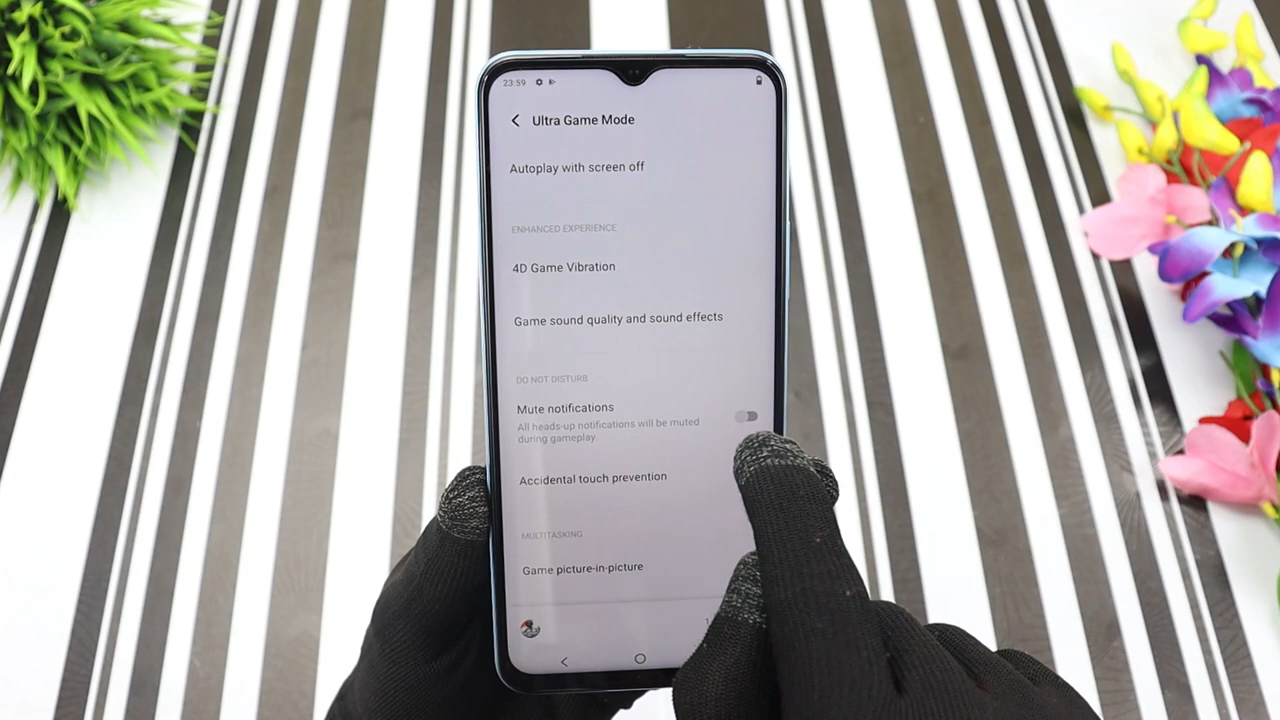 23:59
Ultra Game Mode
Autoplay with screen off
ENHANCED EXPERIENCE
4D Game Vibration
Game sound quality and sound effects
DO NOT DISTURB
Mute notifications
All heads-up notifications will be muted
during gameplay.
Accidental touch prevention
MULTITASKING
Game picture-in-picture